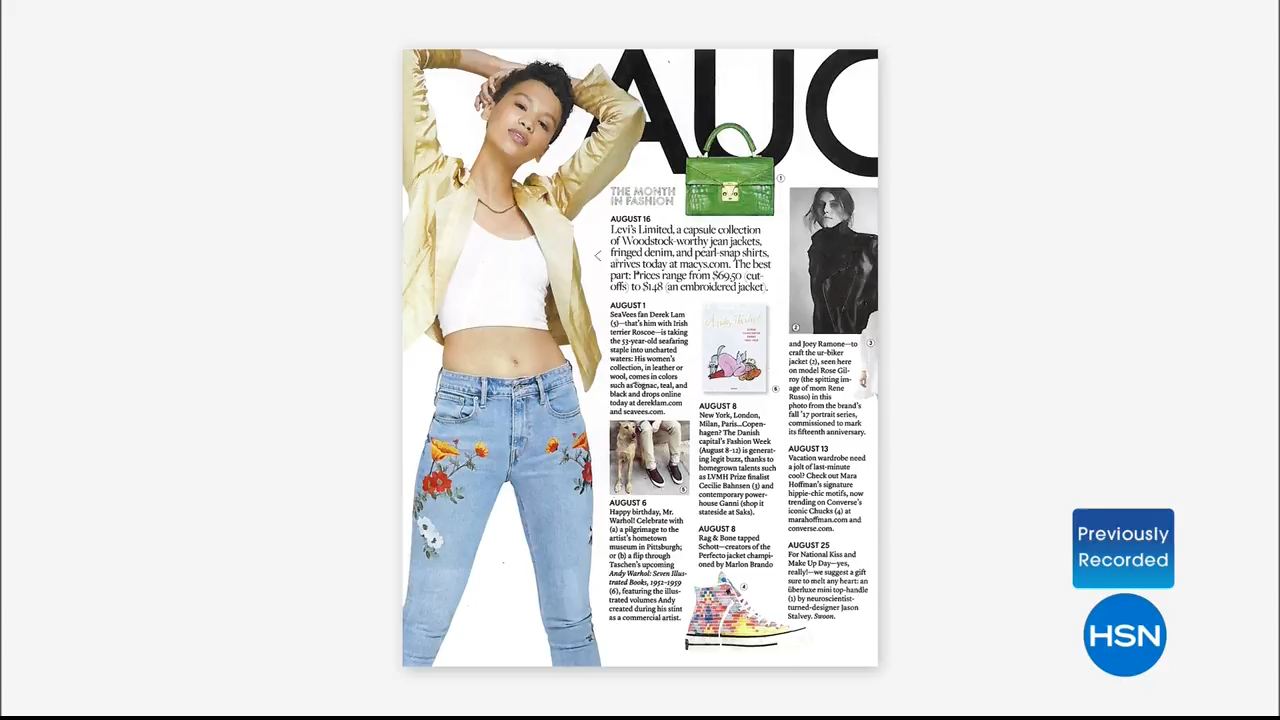 AUG
THE MONTH
IN FASHION
AUGUST 16
Levi's Limited, a capsule collection
of Woodstock-worthy jean jackets,
fringed denim, and pearl-snap shirts,
arrives today at macys.com. The best
part: Prices range from $69.50 (cut-
offs) to $148 (an embroidered jacket).
AUGUST 1
SeaVees fan Derek Lam
(5)—that's him with Irish
terrier Roscoe—is taking
the 53-year-old seafaring
staple into uncharted
waters: His women's
collection, in leather or
wool, comes in colors
such as cognac, teal, and
black and drops online
today at dereklam.com
and seavees.com.
5
AUGUST 6
Happy birthday, Mr.
Warhol! Celebrate with
(a) a pilgrimage to the
artist's hometown
museum in Pittsburgh;
or (b) a flip through
Taschen's upcoming
Andy Warhol: Seven Illus-
trated Books, 1952-1959
(6), featuring the illus-
trated volumes Andy
created during his stint
as a commercial artist.
1
6
AUGUST 8
New York, London,
Milan, Paris...Copen-
hagen? The Danish
capital's Fashion Week
(August 8-12) is generat-
ing legit buzz, thanks to
homegrown talents such
as LVMH Prize finalist
Cecilie Bahnsen (3) and
contemporary power-
house Ganni (shop it
stateside at Saks).
AUGUST 8
Rag & Bone tapped
Schott—creators of the
Perfecto jacket champi-
oned by Marlon Brando
4
2
3
and Joey Ramone—to
craft the ur-biker
jacket (2), seen here
on model Rose Gil-
roy (the spitting im-
age of mom Rene
Russo) in this
photo from the brand's
fall '17 portrait series,
commissioned to mark
its fifteenth anniversary.
AUGUST 13
Vacation wardrobe need
a jolt of last-minute
cool? Check out Mara
Hoffman's signature
hippie-chic motifs, now
trending on Converse's
iconic Chucks (4) at
marahoffman.com and
converse.com.
AUGUST 25
For National Kiss and
Make Up Day—yes,
really!—we suggest a gift
sure to melt any heart: an
überluxe mini top-handle
(1) by neuroscientist-
turned-designer Jason
Stalvey. Swoon.
Previously
Recorded
HSN